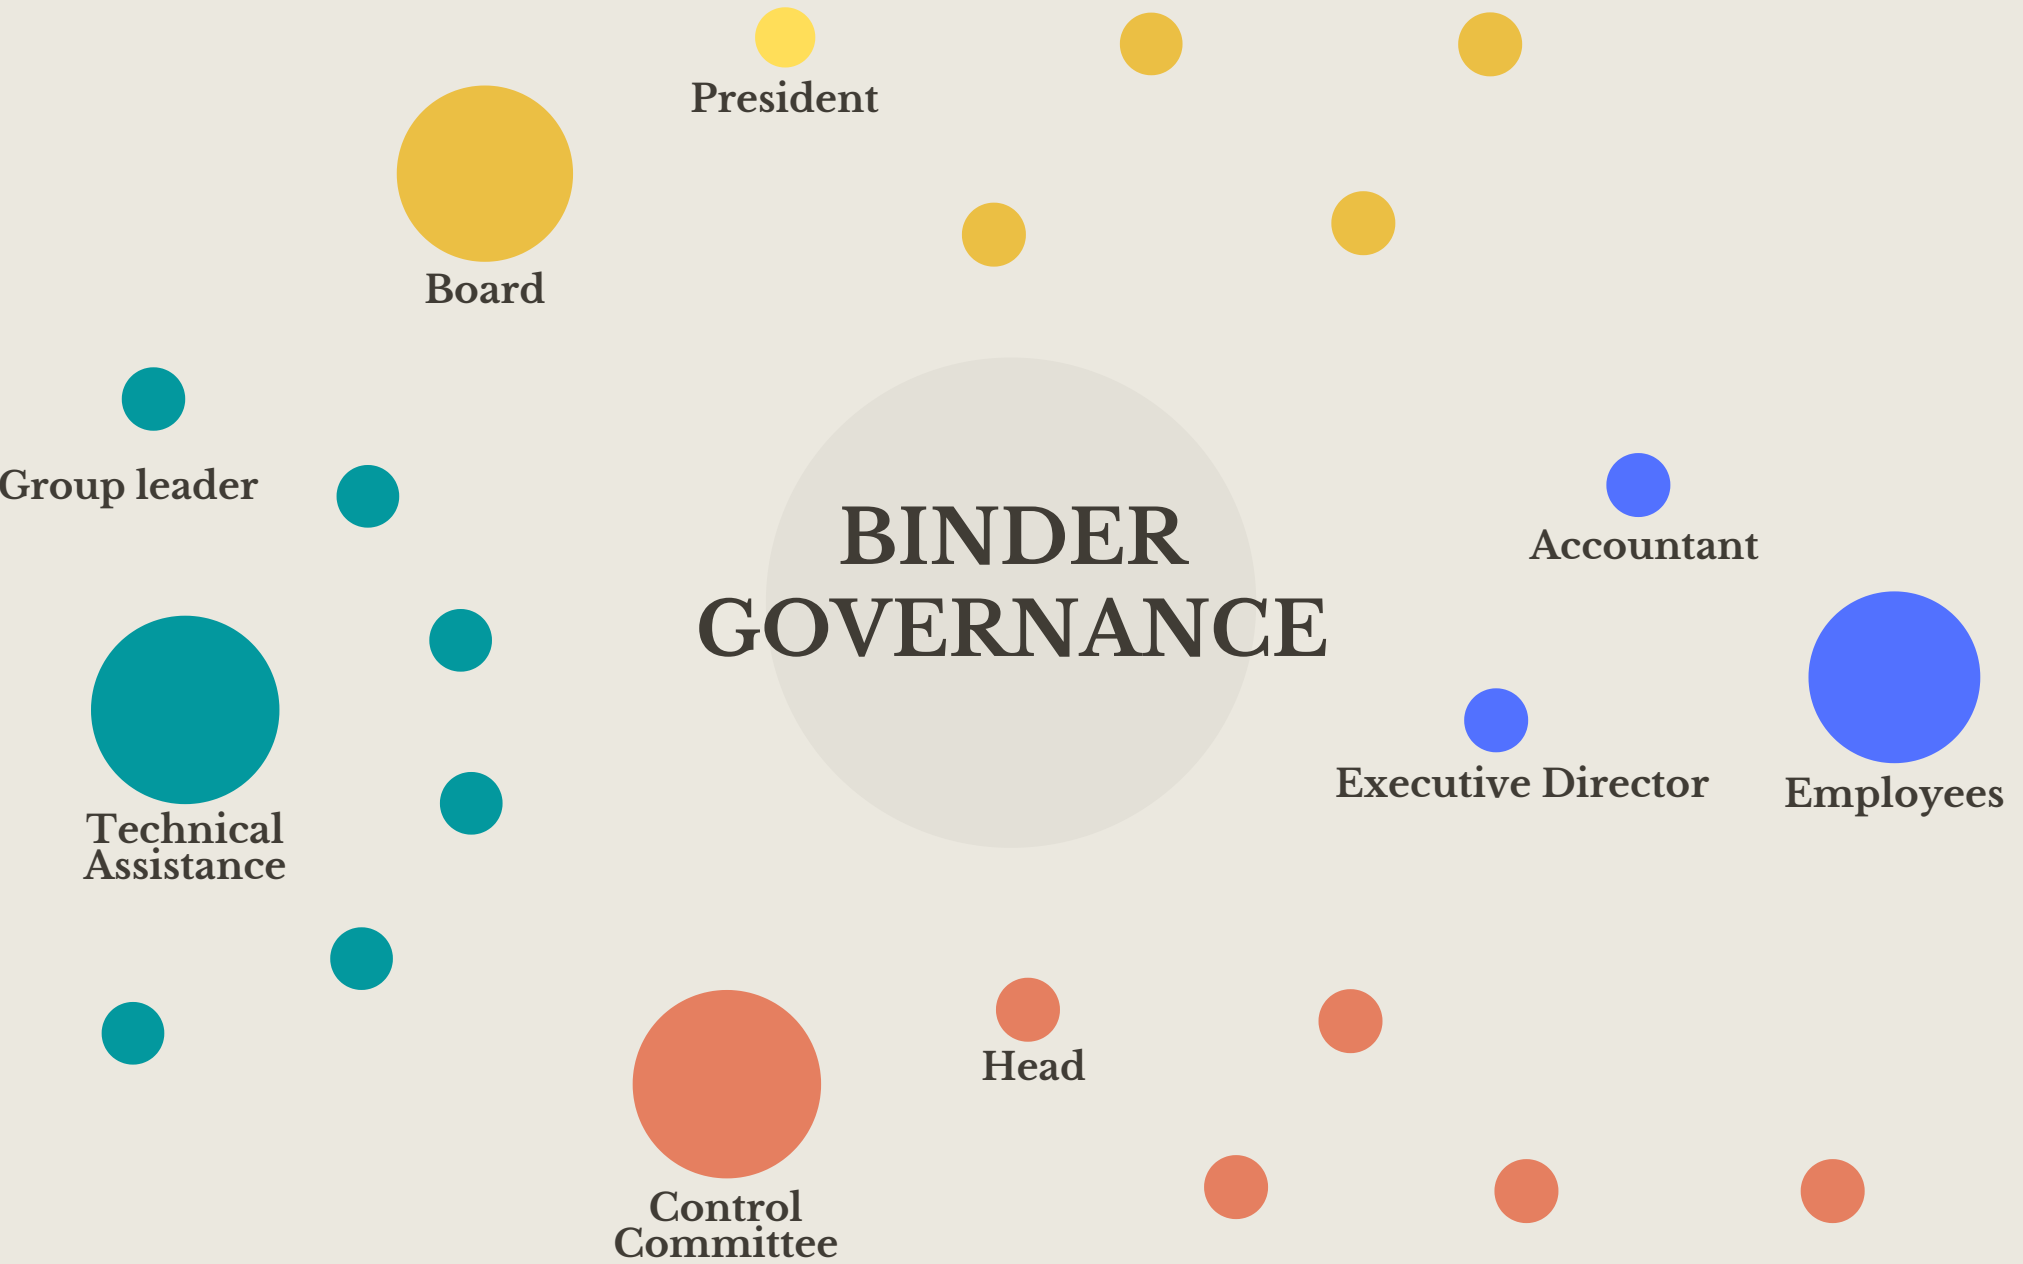 President
Board
Group leader
BINDER
GOVERNANCE
Accountant
Executive Director
Employees
Technical
Assistance
Head
Control
Committee